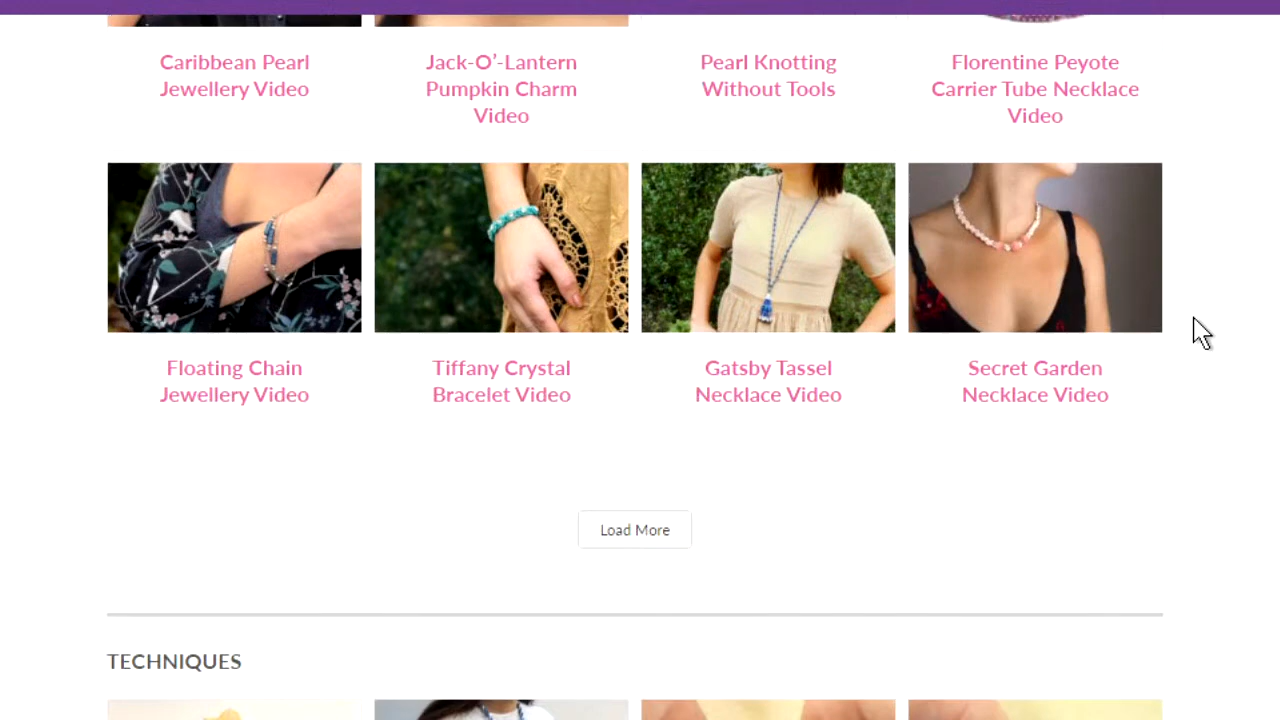 Caribbean Pearl
Jewellery Video
Jack-O’-Lantern
Pumpkin Charm
Video
Pearl Knotting
Without Tools
Florentine Peyote
Carrier Tube Necklace
Video
Floating Chain
Jewellery Video
Tiffany Crystal
Bracelet Video
Gatsby Tassel
Necklace Video
Secret Garden
Necklace Video
Load More
TECHNIQUES